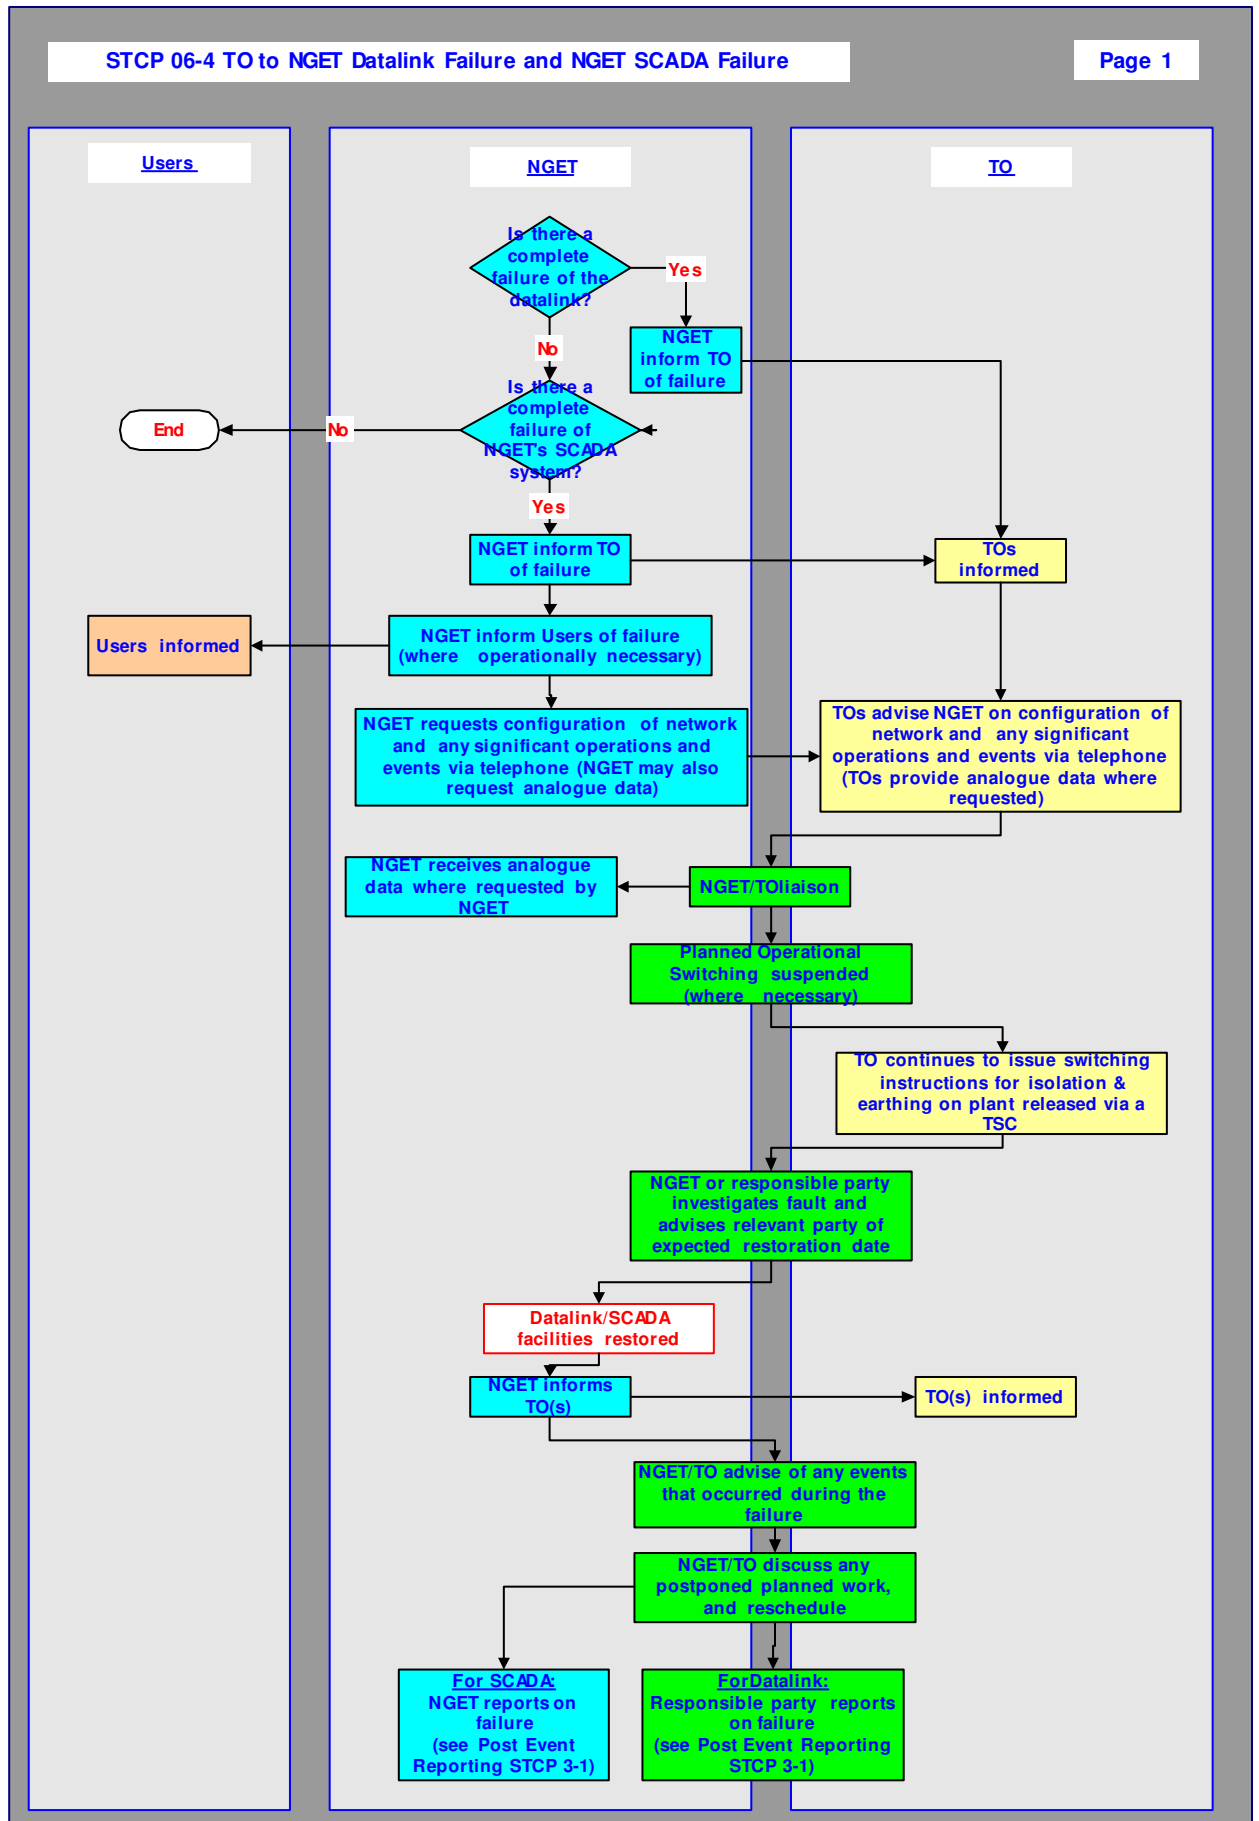 STCP 06-4 TO to NGET Datalink Failure and NGET SCADA Failure
Page 1
Users
NGET
TO
Is there a
complete
failure of the
datalink?
Yes
No
NGET
inform TO
of failure
Is there a
complete
failure of
NGET's SCADA
system?
No
End
Yes
NGET inform TO
of failure
TOs
informed
Users informed
NGET inform Users of failure
(where operationally necessary)
NGET requests configuration of network
and any significant operations and
events via telephone (NGET may also
request analogue data)
TOs advise NGET on configuration of
network and any significant
operations and events via telephone
(TOs provide analogue data where
requested)
NGET receives analogue
data where requested by
NGET
NGET/TOliaison
Planned Operational
Switching suspended
(where necessary)
TO continues to issue switching
instructions for isolation &
earthing on plant released via a
TSC
NGET or responsible party
investigates fault and
advises relevant party of
expected restoration date
Datalink/SCADA
facilities restored
NGET informs
TO(s)
TO(s) informed
NGET/TO advise of any events
that occurred during the
failure
NGET/TO discuss any
postponed planned work,
and reschedule
For SCADA:
NGET reports on
failure
(see Post Event
Reporting STCP 3-1)
For Datalink:
Responsible party reports
on failure
(see Post Event Reporting
STCP 3-1)